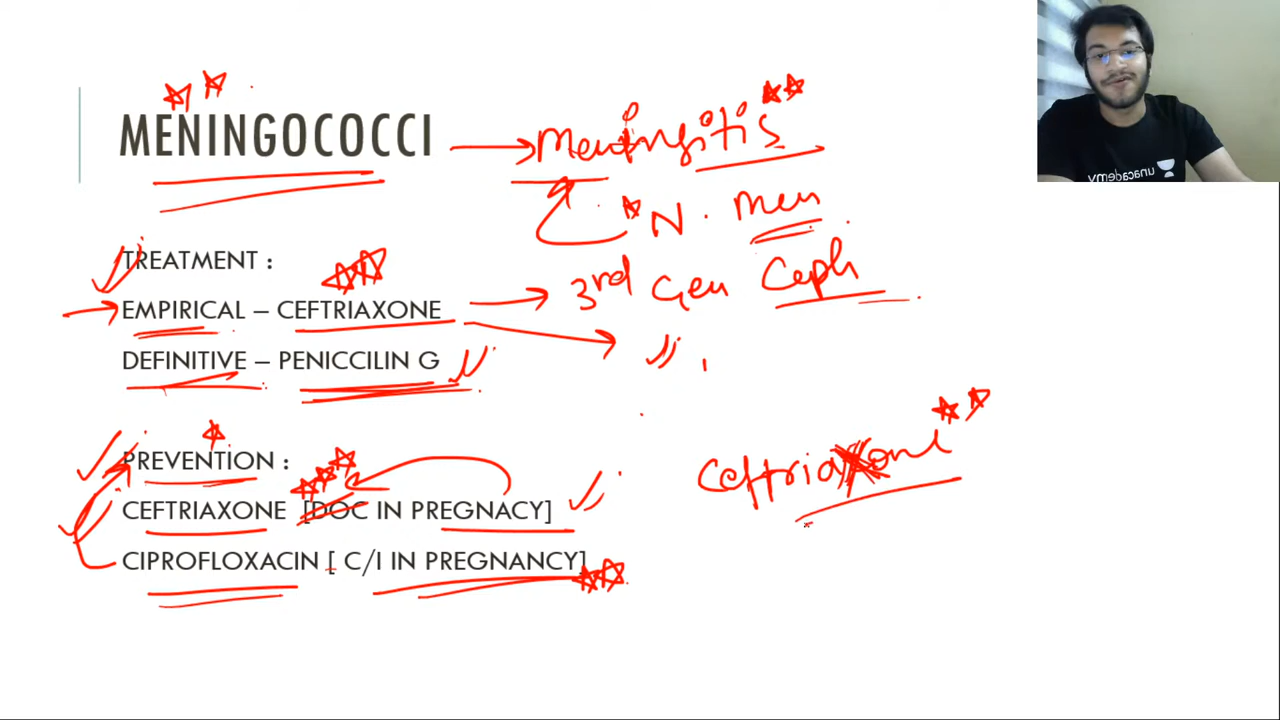 MENINGOCOCCI
Meningitis
N. Men
TREATMENT :
3rd Gen Ceph
EMPIRICAL – CEFTRIAXONE
DEFINITIVE – PENICCILIN G
PREVENTION :
Ceftriaxone
CEFTRIAXONE [DOC IN PREGNACY]
CIPROFLOXACIN [ C/I IN PREGNANCY]
unacademy